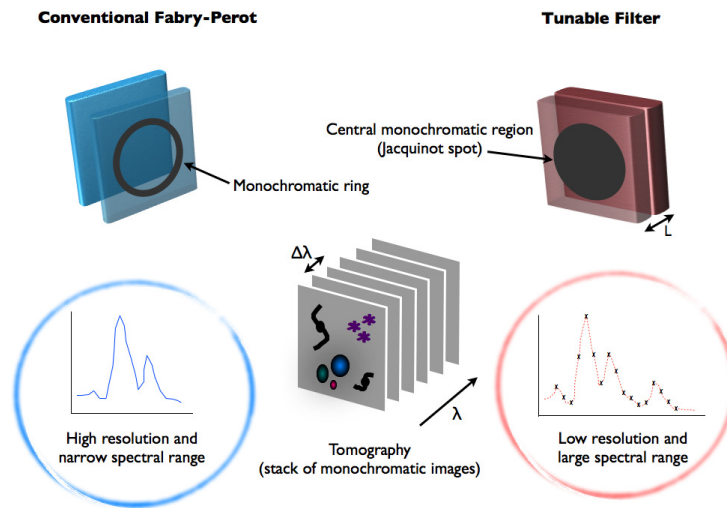 Conventional Fabry-Perot
Tunable Filter
Central monochromatic region
(Jacquinot spot)
Monochromatic ring
L
Δλ
λ
High resolution and
narrow spectral range
Tomography
(stack of monochromatic images)
Low resolution and
large spectral range